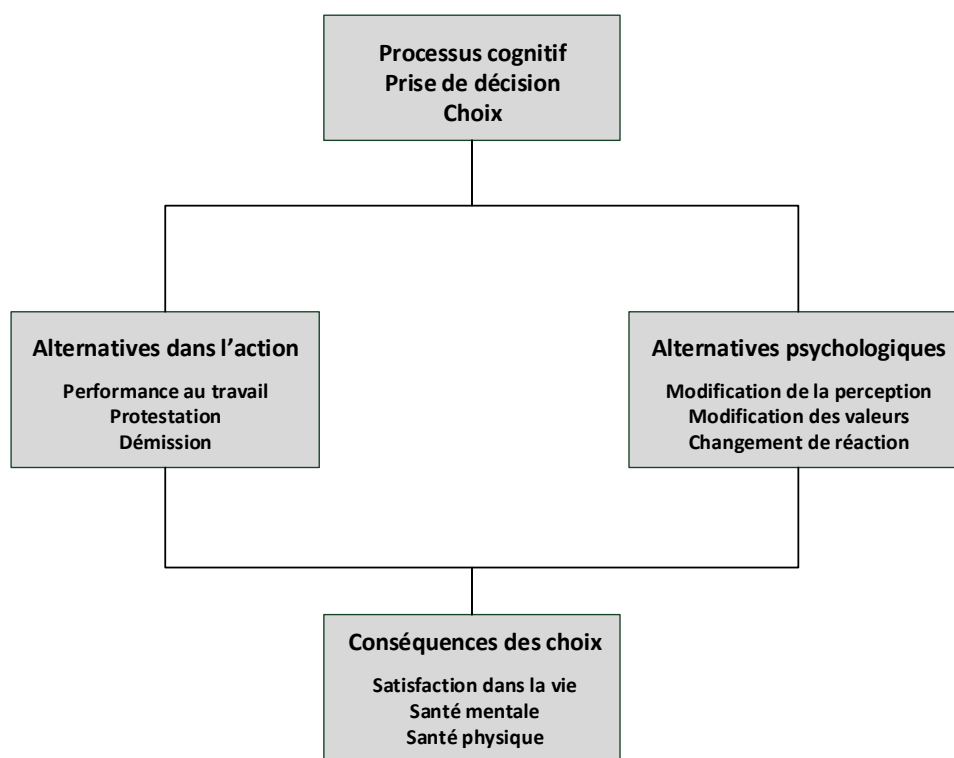 Processus cognitif
Prise de décision
Choix
Alternatives dans l'action
Performance au travail
Protestation
Démission
Alternatives psychologiques
Modification de la perception
Modification des valeurs
Changement de réaction
Conséquences des choix
Satisfaction dans la vie
Santé mentale
Santé physique